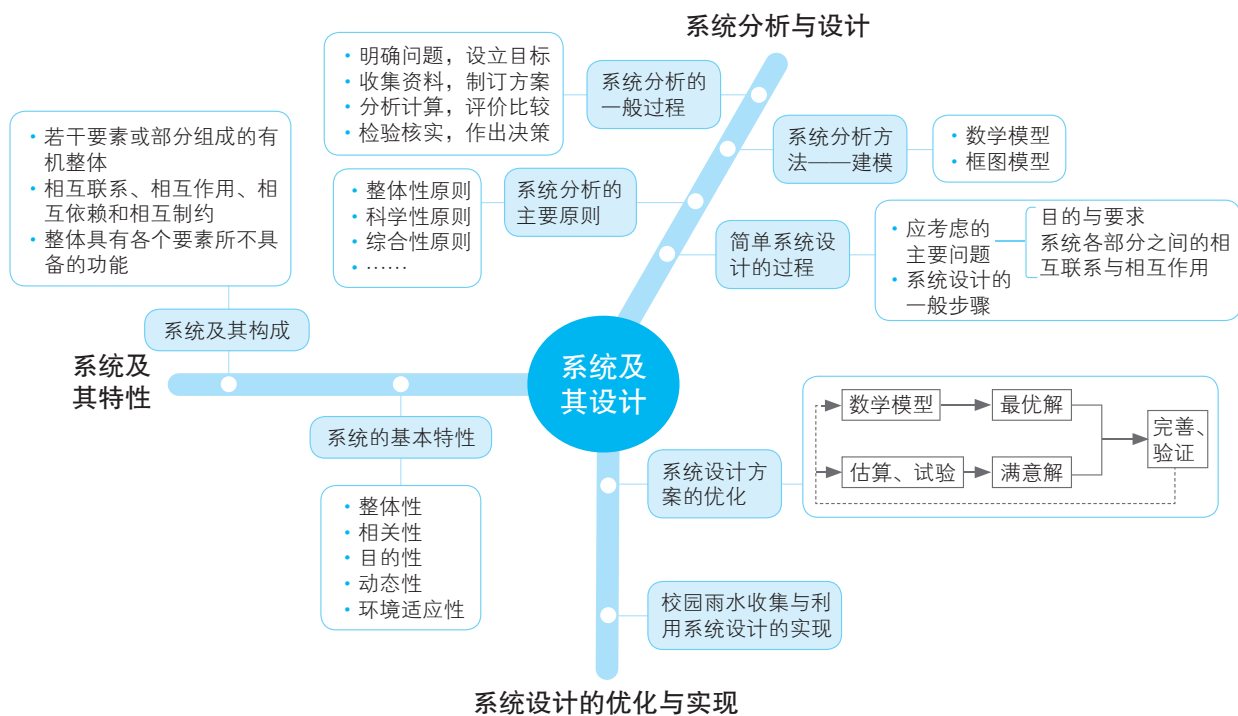 系统分析与设计
明确问题，设立目标
收集资料，制订方案
分析计算，评价比较
检验核实，作出决策
系统分析的
一般过程
系统分析方
法——建模
数学模型
框图模型
整体性原则
科学性原则
综合性原则
……
系统分析的
主要原则
简单系统设
计的过程
应考虑的
主要问题
系统设计的
一般步骤
目的与要求
系统各部分之间的相
互联系与相互作用
若干要素或部分组成的有
机整体
相互联系、相互作用、相
互依赖和相互制约
整体具有各个要素所不具
备的功能
系统及其构成
系统及
其特性
系统及
其设计
系统的基本特性
整体性
相关性
目的性
动态性
环境适应性
系统设计方
案的优化
数学模型
最优解
估算、试验
满意解
完善、
验证
校园雨水收集与利
用系统设计的实现
系统设计的优化与实现